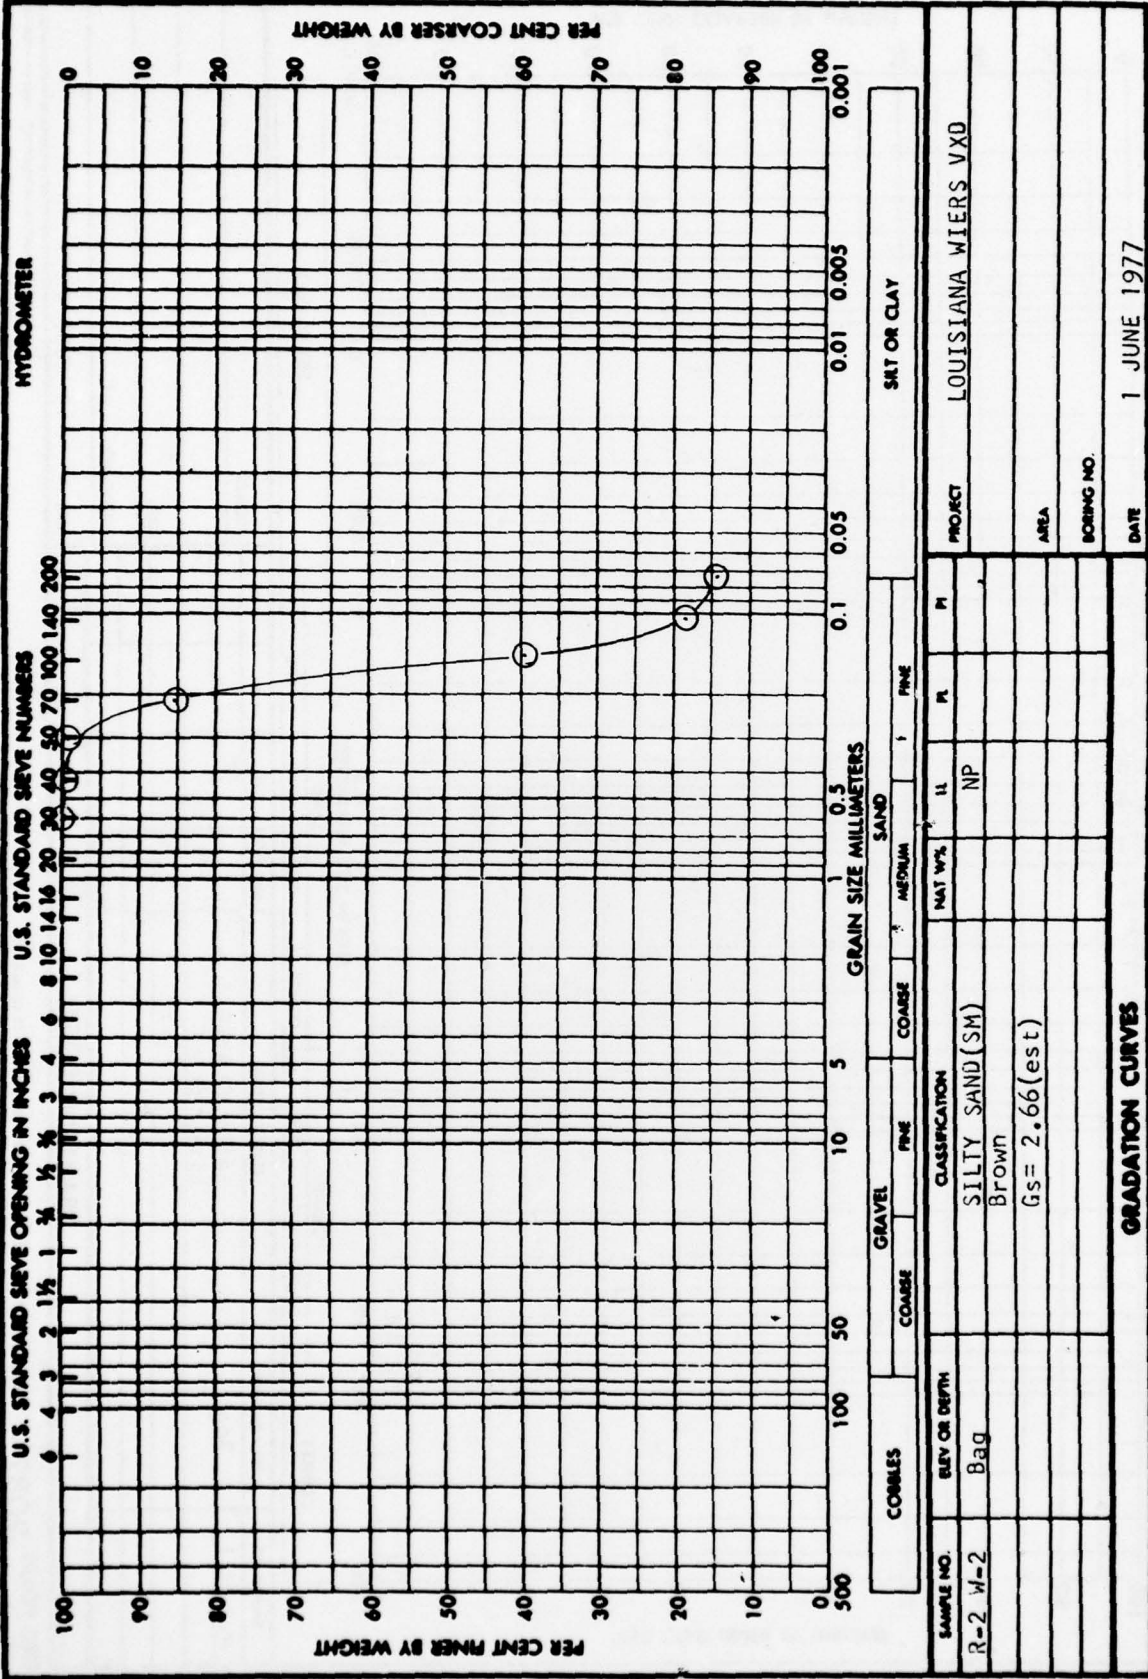 U.S. STANDARD SIEVE OPENING IN INCHES U.S. STANDARD SIEVE NUMBERS HYDROMETER
6 4 3 2 1½ 1 ¾ ½ ⅜ 3 4 6 8 10 14 16 20 30 40 50 70 100 140 200
PER CENT FINER BY WEIGHT
100
90
80
70
60
50
40
30
20
10
0
PER CENT COARSER BY WEIGHT
0
10
20
30
40
50
60
70
80
90
100
500 100 50 10 5 1 0.5 0.1 0.05 0.01 0.005 0.001
GRAIN SIZE MILLIMETERS
COBBLES GRAVEL SAND SILT OR CLAY
COARSE FINE COARSE MEDIUM FINE
SAMPLE NO. ELEV OR DEPTH CLASSIFICATION NAT W% LL PL PI
R-2 W-2 Bag SILTY SAND(SM) NP
Brown
Gs= 2.66(est)
PROJECT LOUISIANA WIERS VXD
AREA
BORING NO.
DATE 1 JUNE 1977
GRADATION CURVES